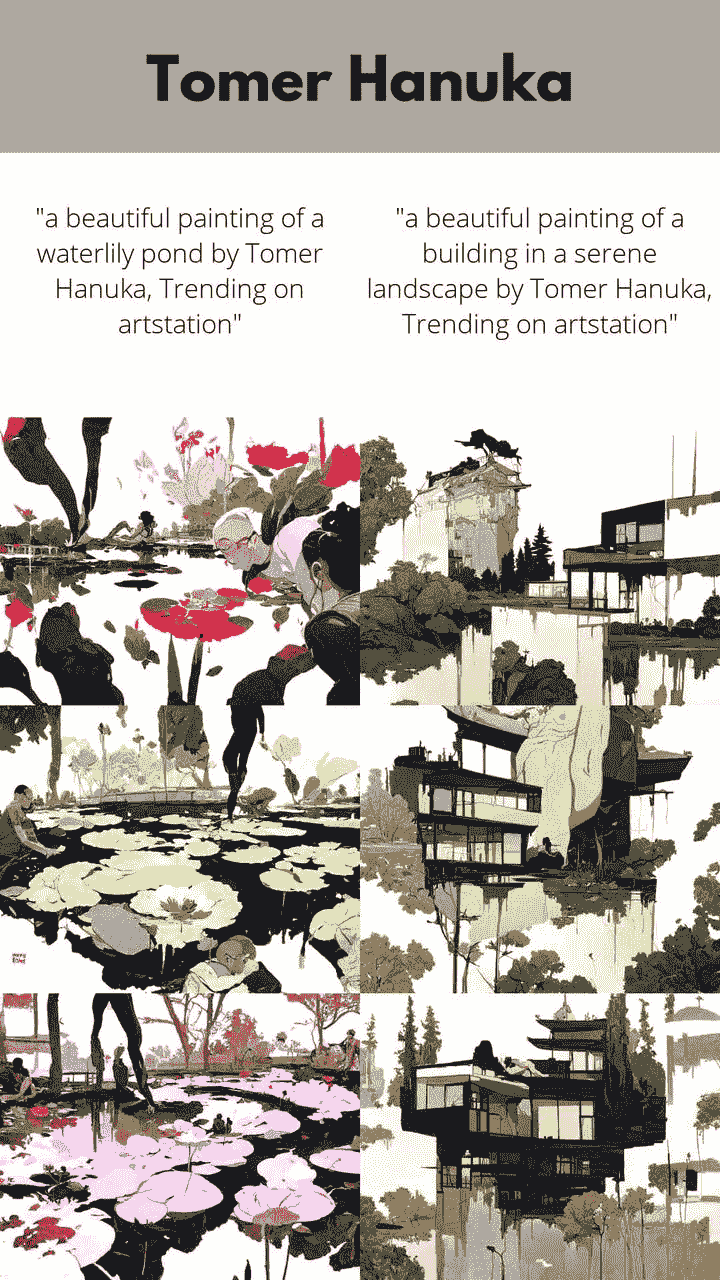 Tomer Hanuka
"a beautiful painting of a
waterlily pond by Tomer
Hanuka, Trending on
artstation"
"a beautiful painting of a
building in a serene
landscape by Tomer Hanuka,
Trending on artstation"